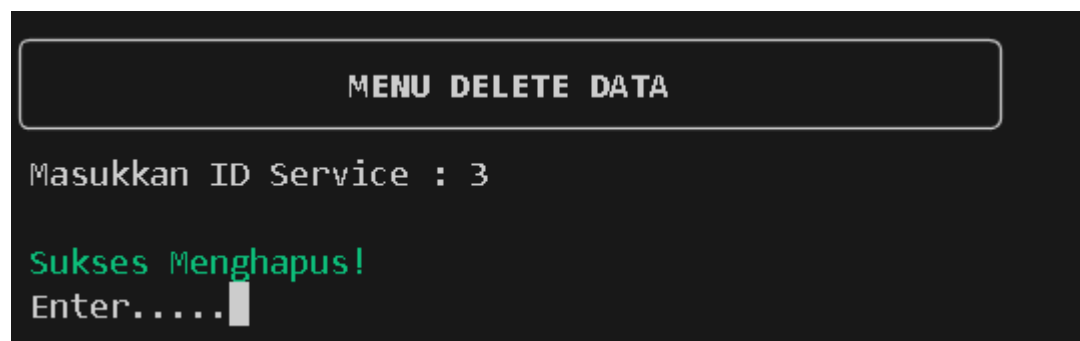 MENU DELETE DATA
Masukkan ID Service : 3
Sukses Menghapus!
Enter.....